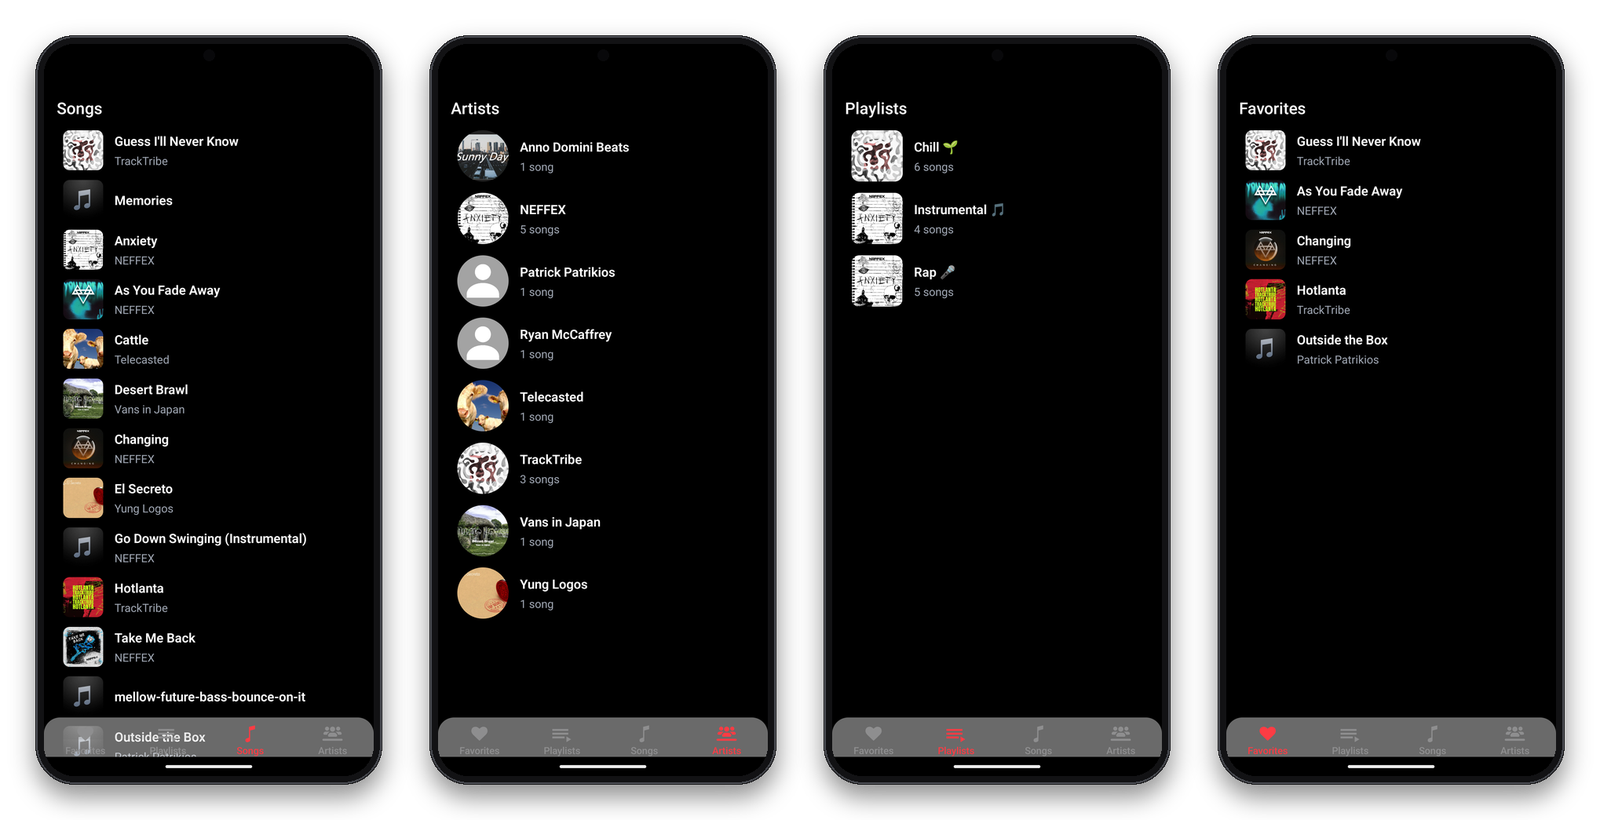 Songs
Guess I'll Never Know
TrackTribe
Memories
Anxiety
NEFFEX
As You Fade Away
NEFFEX
Cattle
Telecasted
Desert Brawl
Vans in Japan
Changing
NEFFEX
El Secreto
Yung Logos
Go Down Swinging (Instrumental)
NEFFEX
Hotlanta
TrackTribe
Take Me Back
NEFFEX
mellow-future-bass-bounce-on-it
Outside the Box
Patrick Patrikios
Favorites Playlists Songs Artists
Artists
Sunny Day
Anno Domini Beats
1 song
ANXIETY
NEFFEX
5 songs
Patrick Patrikios
1 song
Ryan McCaffrey
1 song
Telecasted
1 song
TrackTribe
3 songs
Vans in Japan
1 song
Yung Logos
1 song
Favorites Playlists Songs Artists
Playlists
Chill 🌱
6 songs
Instrumental 🎵
4 songs
Rap 🎤
5 songs
Favorites Playlists Songs Artists
Favorites
Guess I'll Never Know
TrackTribe
As You Fade Away
NEFFEX
Changing
NEFFEX
Hotlanta
TrackTribe
Outside the Box
Patrick Patrikios
Favorites Playlists Songs Artists